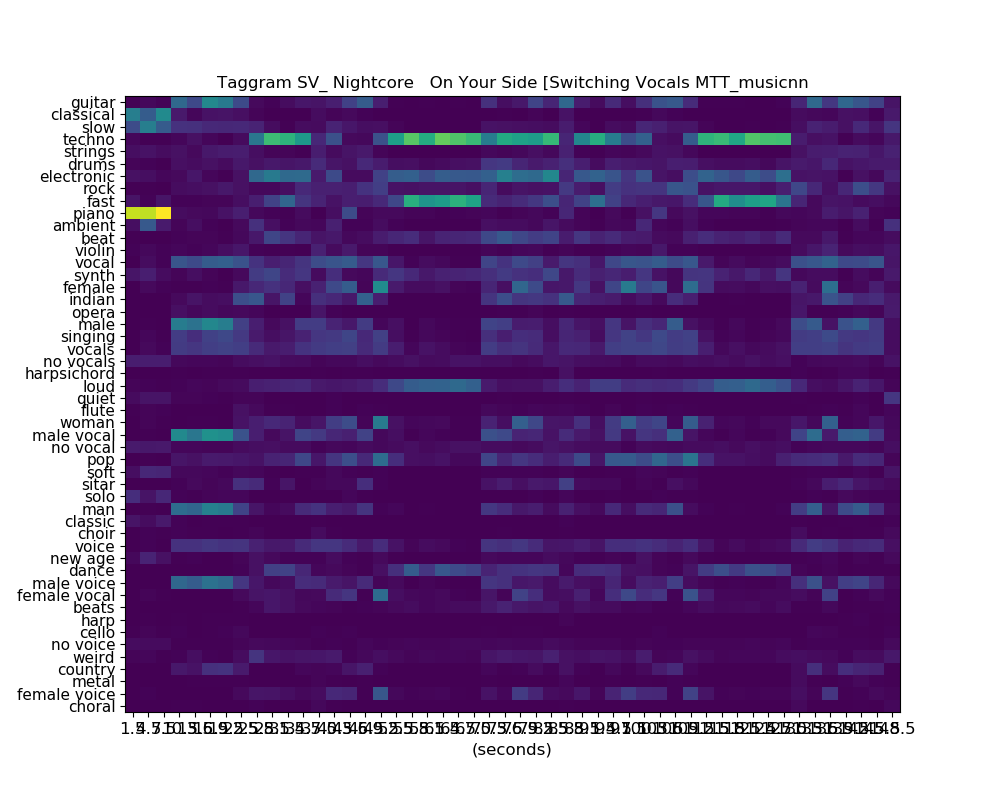 Taggram SV_ Nightcore   On Your Side [Switching Vocals MTT_musicnn
guitar
classical
slow
techno
strings
drums
electronic
rock
fast
piano
ambient
beat
violin
vocal
synth
female
indian
opera
male
singing
vocals
no vocals
harpsichord
loud
quiet
flute
woman
male vocal
no vocal
pop
soft
sitar
solo
man
classic
choir
voice
new age
dance
male voice
female vocal
beats
harp
cello
no voice
weird
country
metal
female voice
choral
(seconds)